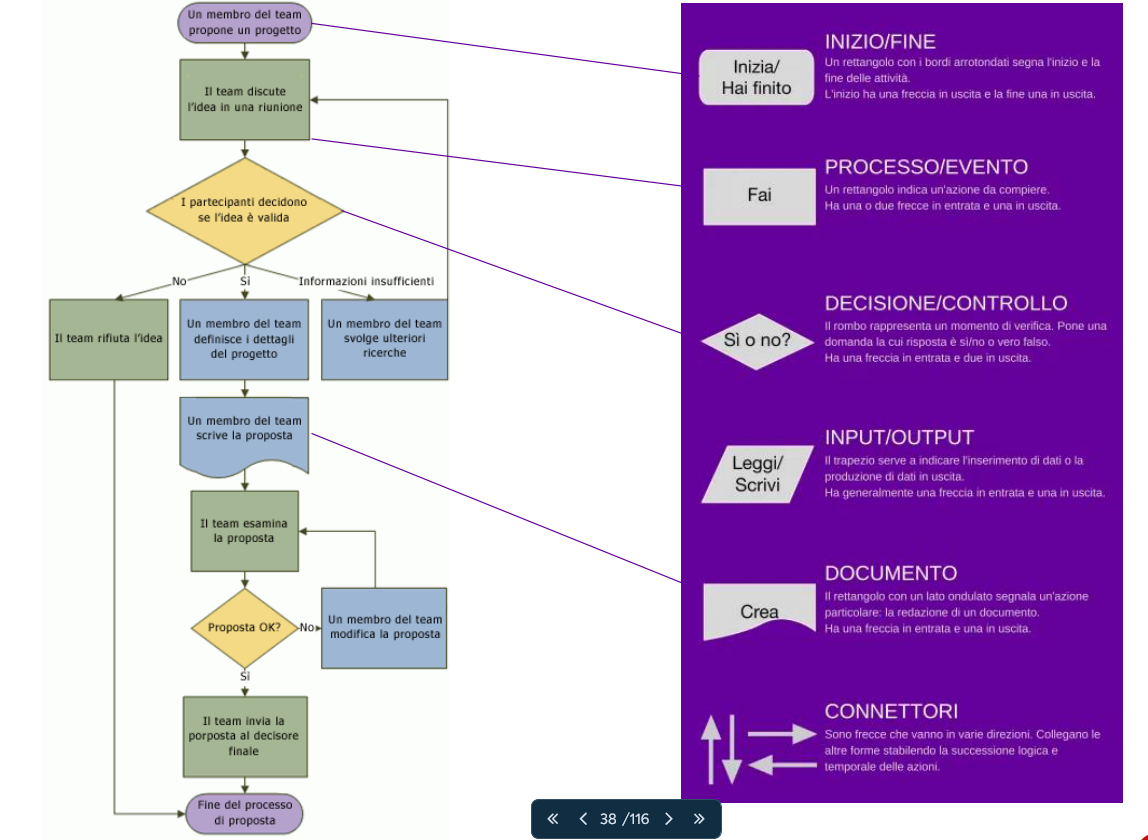 Un membro del team
propone un progetto
Il team discute
l'idea in una riunione
I partecipanti decidono
se l'idea è valida
No
Sì
Informazioni insufficienti
Il team rifiuta l'idea
Un membro del team
definisce i dettagli
del progetto
Un membro del team
svolge ulteriori
ricerche
Un membro del team
scrive la proposta
Il team esamina
la proposta
Proposta OK?
No
Un membro del team
modifica la proposta
Sì
Il team invia la
porposta al decisore
finale
Fine del processo
di proposta
Inizia/
Hai finito
INIZIO/FINE
Un rettangolo con i bordi arrotondati segna l'inizio e la
fine delle attività.
L'inizio ha una freccia in uscita e la fine una in uscita.
Fai
PROCESSO/EVENTO
Un rettangolo indica un'azione da compiere.
Ha una o due frecce in entrata e una in uscita.
Sì o no?
DECISIONE/CONTROLLO
Il rombo rappresenta un momento di verifica. Pone una
domanda la cui risposta è sì/no o vero falso.
Ha una freccia in entrata e due in uscita.
Leggi/
Scrivi
INPUT/OUTPUT
Il trapezio serve a indicare l'inserimento di dati o la
produzione di dati in uscita.
Ha generalmente una freccia in entrata e una in uscita.
Crea
DOCUMENTO
Il rettangolo con un lato ondulato segnala un'azione
particolare: la redazione di un documento.
Ha una freccia in entrata e una in uscita.
CONNETTORI
Sono frecce che vanno in varie direzioni. Collegano le
altre forme stabilendo la successione logica e
temporale delle azioni.
38 /116